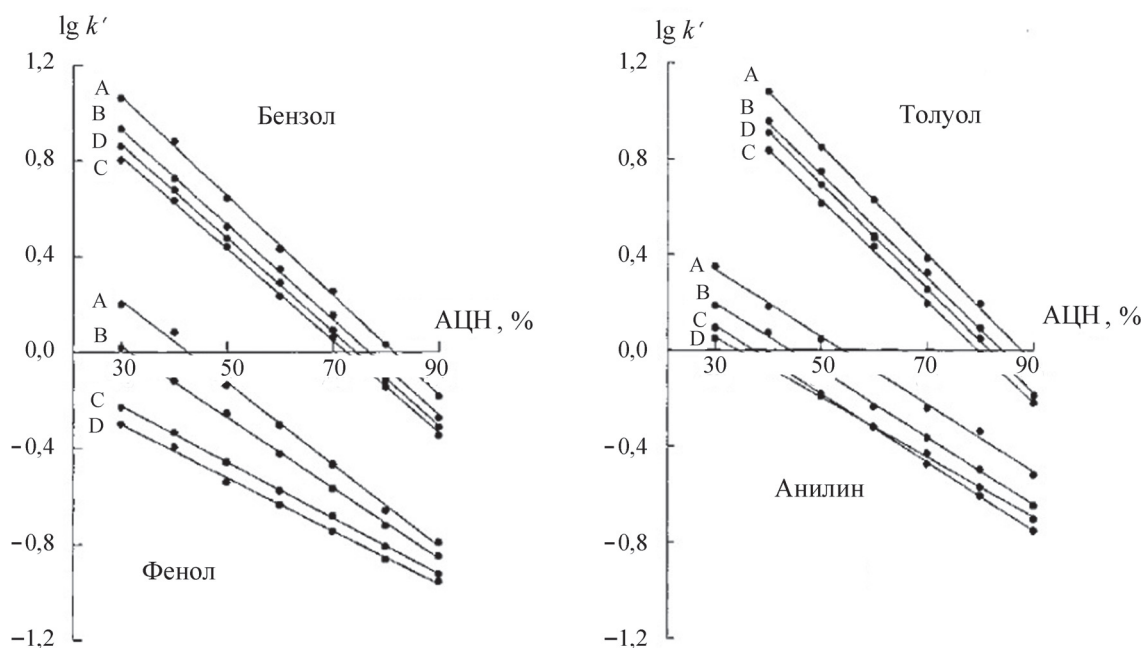 lg k′
1,2
A
B
D
C
0,8
0,4
A
B
0,0
30
50
70
90
АЦН, %
Бензол
C
D
−0,4
−0,8
−1,2
Фенол
lg k′
1,2
A
B
D
C
0,8
0,4
A
B
C
D
0,0
30
50
70
90
АЦН, %
Толуол
−0,4
Анилин
−0,8
−1,2